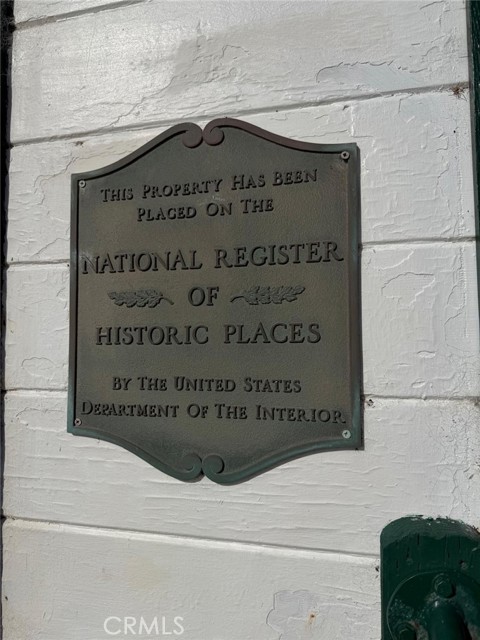 This Property Has Been
Placed On The
NATIONAL REGISTER
OF
HISTORIC PLACES
By The United States
Department Of The Interior
CRMLS